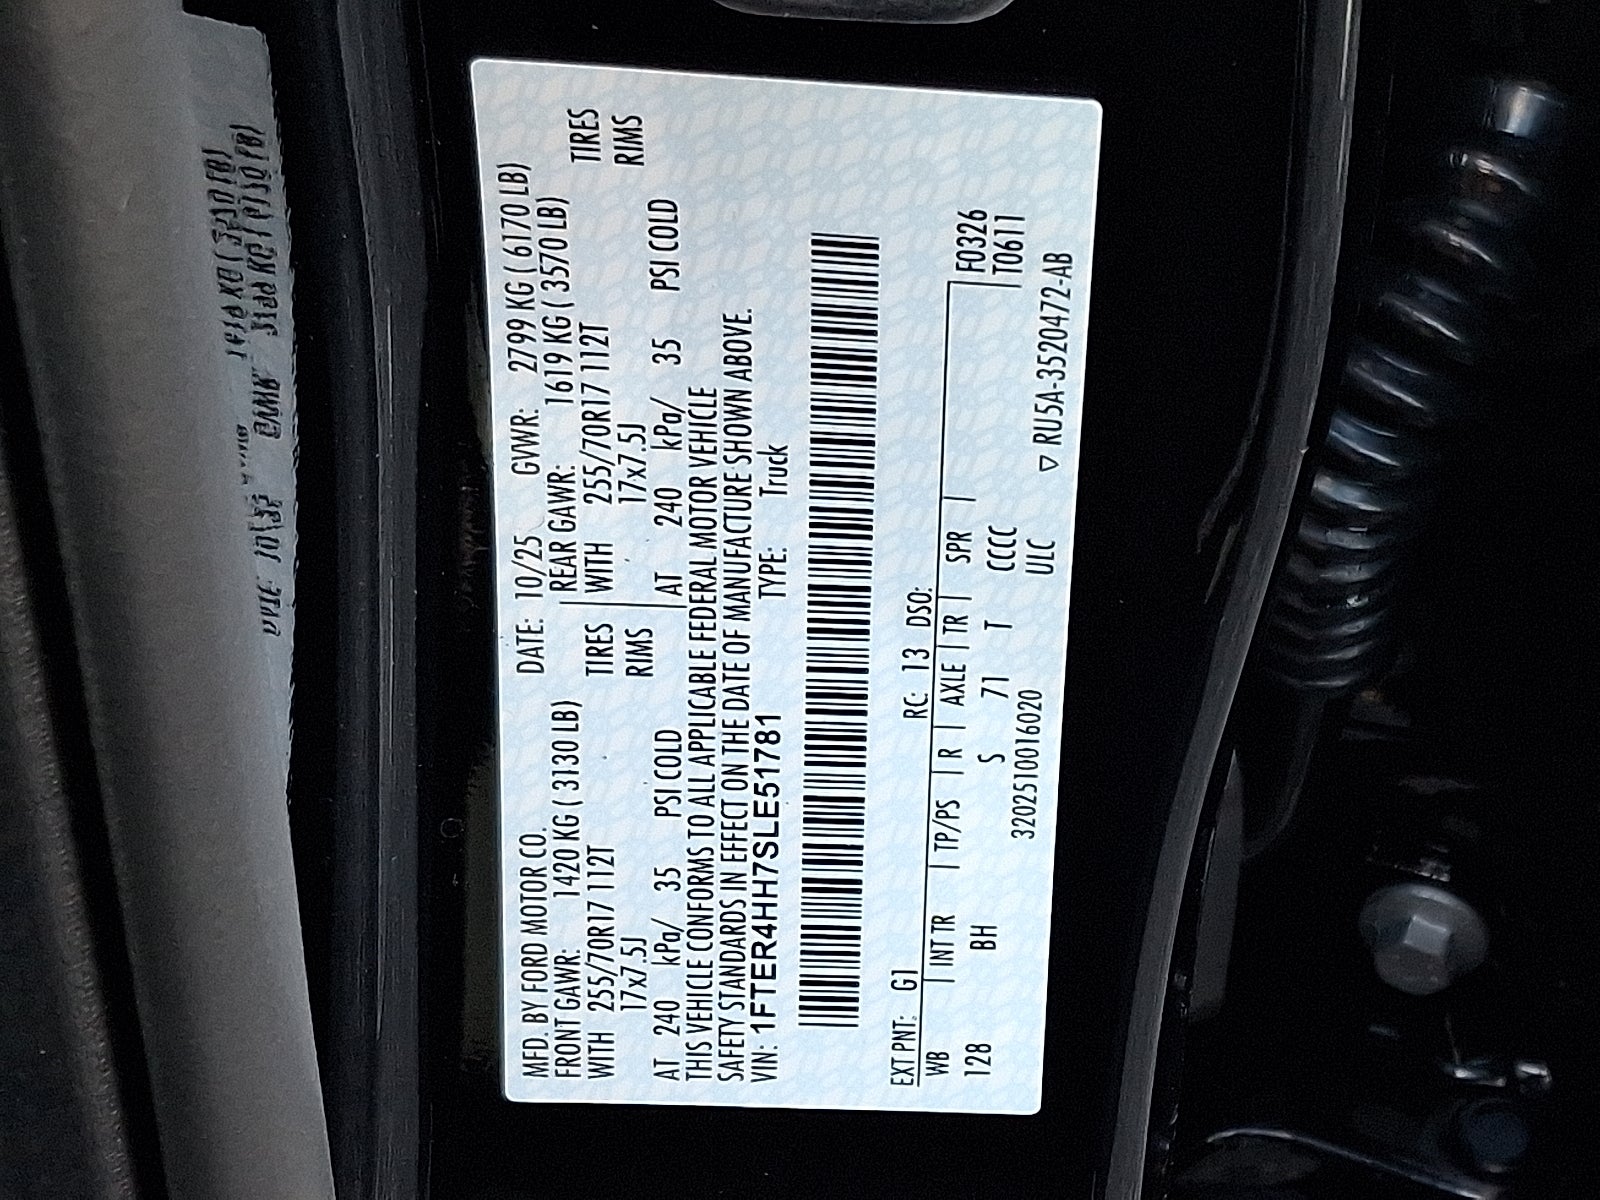 MFD. BY FORD MOTOR CO.
DATE: 10/25 GVWR: 2799 KG ( 6170 LB)
FRONT GAWR: 1420 KG ( 3130 LB) REAR GAWR: 1619 KG ( 3570 LB)
WITH 255/70R17 112T TIRES WITH 255/70R17 112T TIRES
17x7.5J RIMS 17x7.5J RIMS
AT 240 kPa/ 35 PSI COLD AT 240 kPa/ 35 PSI COLD
THIS VEHICLE CONFORMS TO ALL APPLICABLE FEDERAL MOTOR VEHICLE
SAFETY STANDARDS IN EFFECT ON THE DATE OF MANUFACTURE SHOWN ABOVE.
VIN: 1FTER4HH7SLE51781 TYPE: Truck
EXT PNT: G1 RC: 13 DSO:
WB INT TR TP/PS R AXLE TR SPR F0326
128 BH S 71 T CCCC T0611
3202510016020 ULC
▽ RU5A-3520472-AB